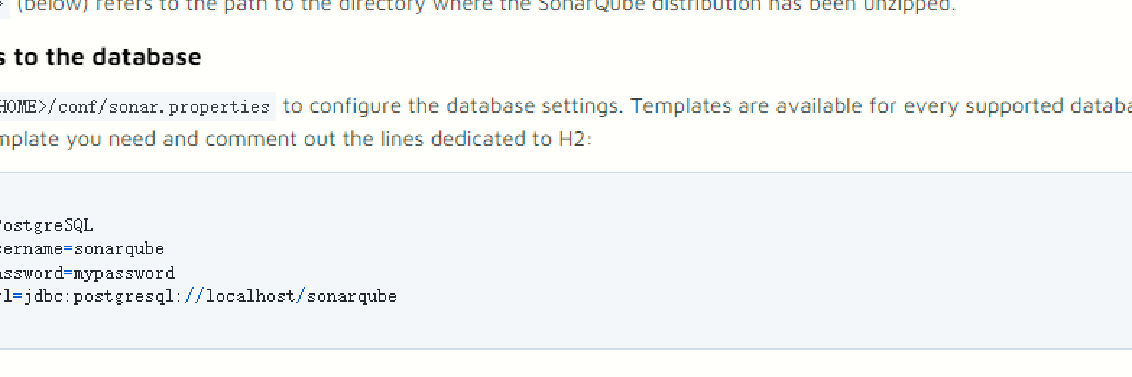 (below) refers to the path to the directory where the SonarQube distribution has been unzipped.
s to the database
HOME>/conf/sonar.properties to configure the database settings. Templates are available for every supported databa
mplate you need and comment out the lines dedicated to H2:
PostgreSQL
ername=sonarqube
assword=mypassword
rl=jdbc:postgresql://localhost/sonarqube